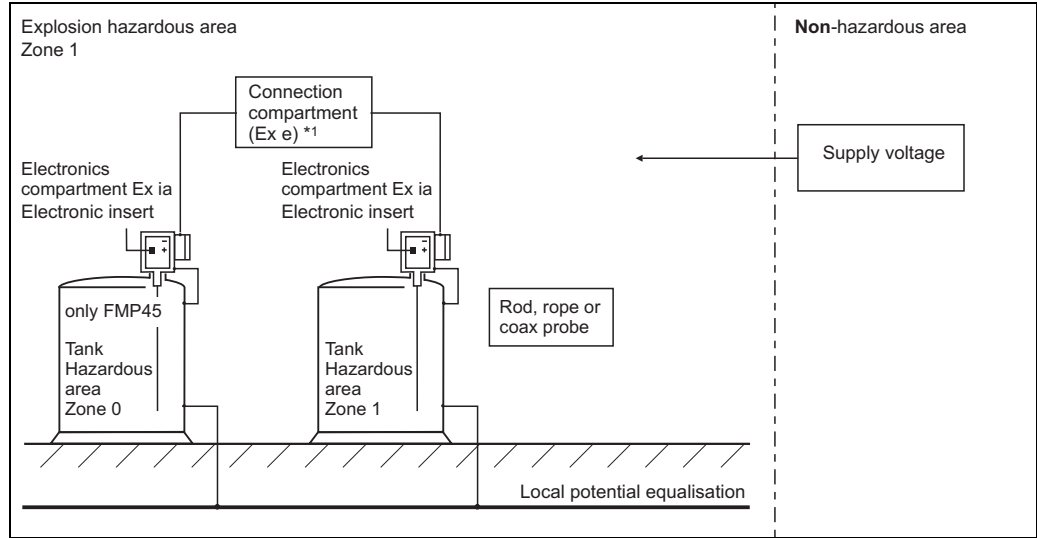 Explosion hazardous area
Zone 1
Non-hazardous area
Connection
compartment
(Ex e) *1
Supply voltage
Electronics
compartment Ex ia
Electronic insert
Electronics
compartment Ex ia
Electronic insert
- +
- +
only FMP45
Tank
Hazardous
area
Zone 0
Tank
Hazardous
area
Zone 1
Rod, rope or
coax probe
Local potential equalisation